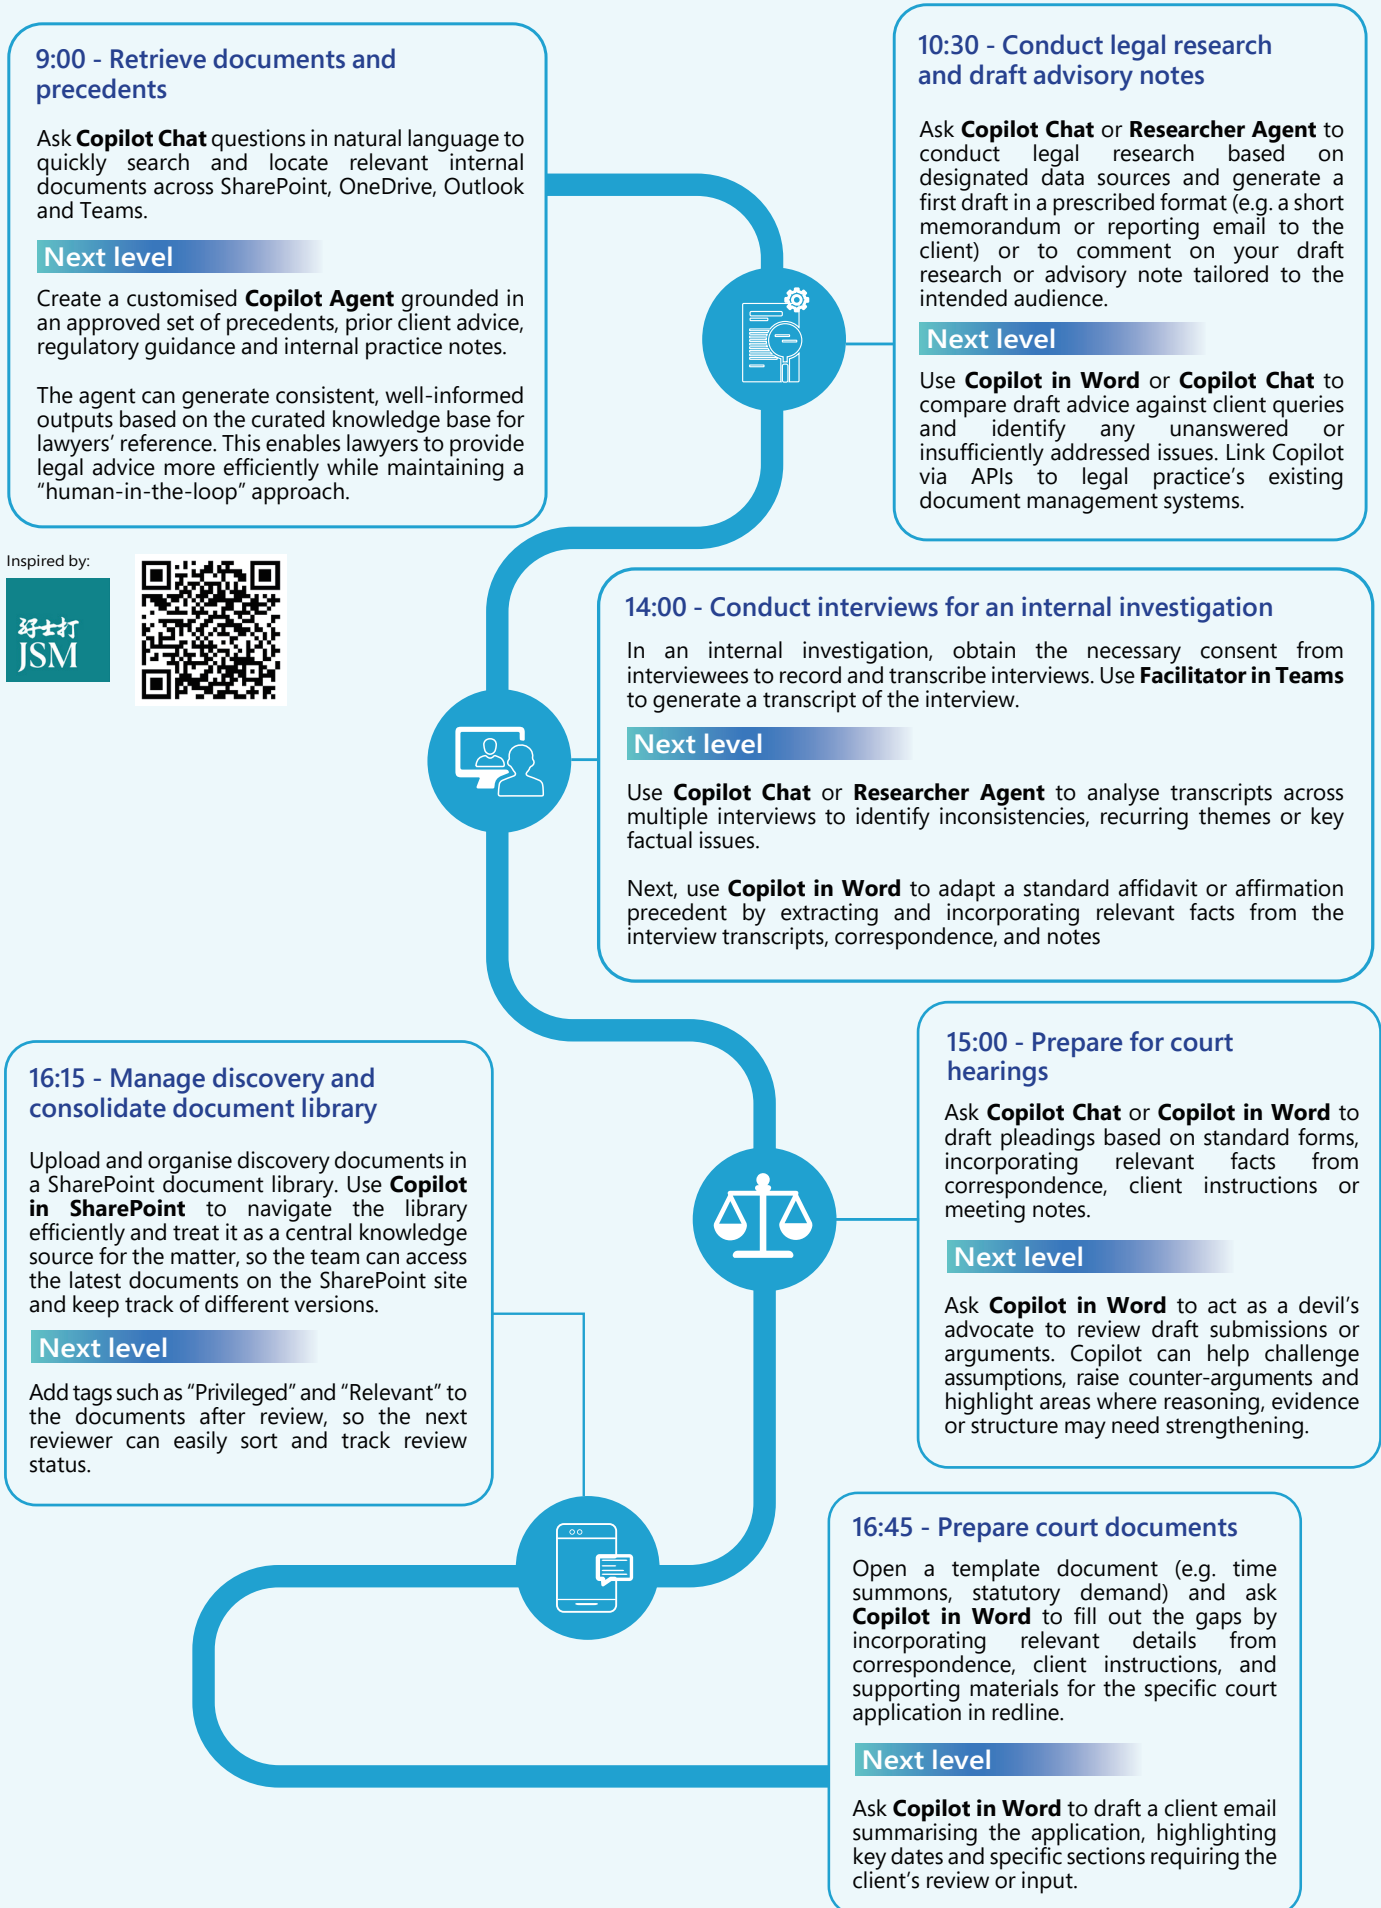 9:00 - Retrieve documents and
precedents
Ask Copilot Chat questions in natural language to
quickly search and locate relevant internal
documents across SharePoint, OneDrive, Outlook
and Teams.
Next level
Create a customised Copilot Agent grounded in
an approved set of precedents, prior client advice,
regulatory guidance and internal practice notes.
The agent can generate consistent, well-informed
outputs based on the curated knowledge base for
lawyers’ reference. This enables lawyers to provide
legal advice more efficiently while maintaining a
“human-in-the-loop” approach.
10:30 - Conduct legal research
and draft advisory notes
Ask Copilot Chat or Researcher Agent to
conduct legal research based on
designated data sources and generate a
first draft in a prescribed format (e.g. a short
memorandum or reporting email to the
client) or to comment on your draft
research or advisory note tailored to the
intended audience.
Next level
Use Copilot in Word or Copilot Chat to
compare draft advice against client queries
and identify any unanswered or
insufficiently addressed issues. Link Copilot
via APIs to legal practice’s existing
document management systems.
Inspired by:
孖士打
JSM
14:00 - Conduct interviews for an internal investigation
In an internal investigation, obtain the necessary consent from
interviewees to record and transcribe interviews. Use Facilitator in Teams
to generate a transcript of the interview.
Next level
Use Copilot Chat or Researcher Agent to analyse transcripts across
multiple interviews to identify inconsistencies, recurring themes or key
factual issues.
Next, use Copilot in Word to adapt a standard affidavit or affirmation
precedent by extracting and incorporating relevant facts from the
interview transcripts, correspondence, and notes
15:00 - Prepare for court
hearings
Ask Copilot Chat or Copilot in Word to
draft pleadings based on standard forms,
incorporating relevant facts from
correspondence, client instructions or
meeting notes.
Next level
Ask Copilot in Word to act as a devil’s
advocate to review draft submissions or
arguments. Copilot can help challenge
assumptions, raise counter-arguments and
highlight areas where reasoning, evidence
or structure may need strengthening.
16:15 - Manage discovery and
consolidate document library
Upload and organise discovery documents in
a SharePoint document library. Use Copilot
in SharePoint to navigate the library
efficiently and treat it as a central knowledge
source for the matter, so the team can access
the latest documents on the SharePoint site
and keep track of different versions.
Next level
Add tags such as “Privileged” and “Relevant” to
the documents after review, so the next
reviewer can easily sort and track review
status.
16:45 - Prepare court documents
Open a template document (e.g. time
summons, statutory demand) and ask
Copilot in Word to fill out the gaps by
incorporating relevant details from
correspondence, client instructions, and
supporting materials for the specific court
application in redline.
Next level
Ask Copilot in Word to draft a client email
summarising the application, highlighting
key dates and specific sections requiring the
client’s review or input.